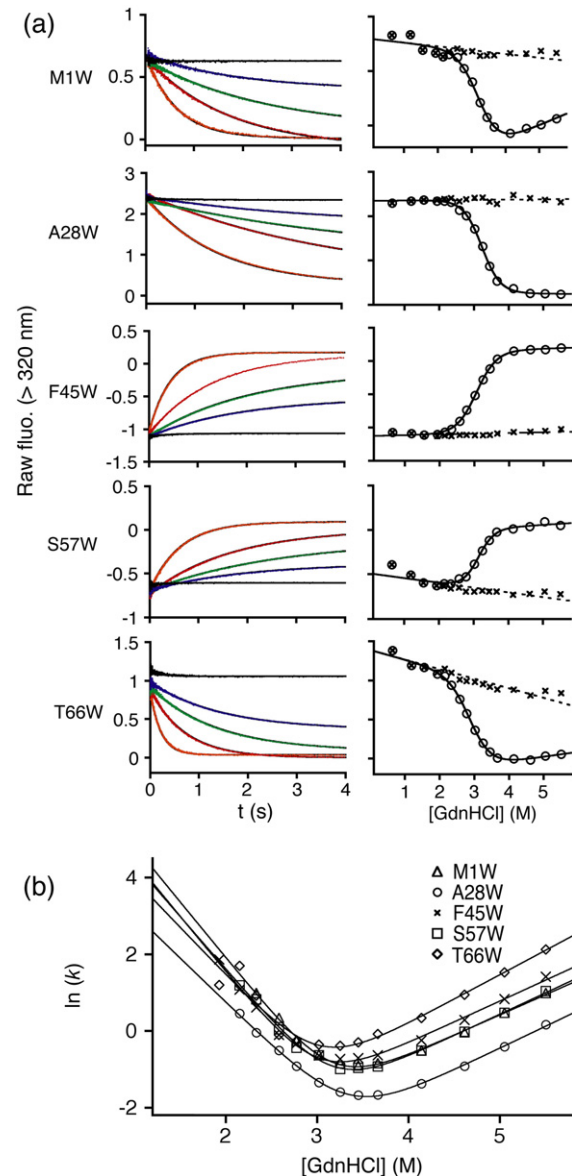 (a)
M1W
1
0.5
0
A28W
3
2
1
0
F45W
0.5
0
-0.5
-1
-1.5
S57W
0.5
0
-0.5
-1
T66W
1.5
1
0.5
0
Raw fluo. (> 320 nm)
0 1 2 3 4
t (s)
1 2 3 4 5
[GdnHCl] (M)
(b)
ln (k)
4
2
0
-2
M1W
A28W
F45W
S57W
T66W
2 3 4 5
[GdnHCl] (M)